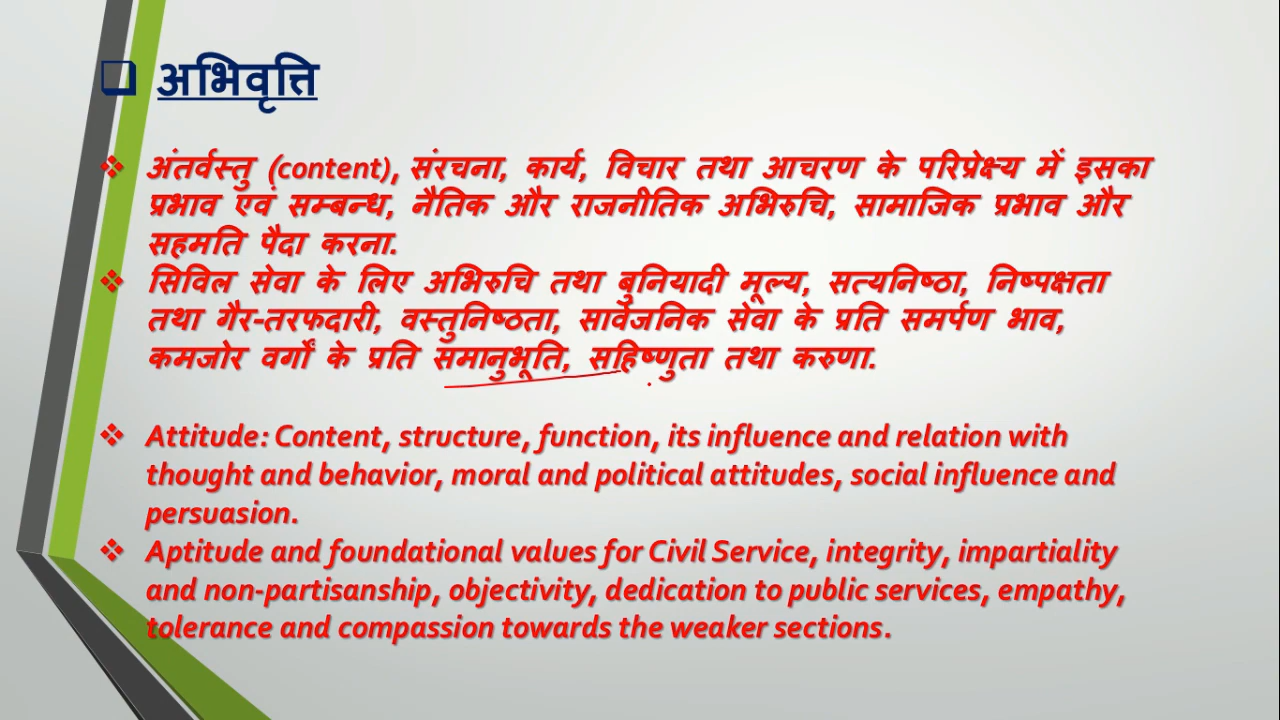 अभिवृत्ति
अंतर्वस्तु (content), संरचना, कार्य, विचार तथा आचरण के परिप्रेक्ष्य में इसका
प्रभाव एवं सम्बन्ध, नैतिक और राजनीतिक अभिरुचि, सामाजिक प्रभाव और
सहमति पैदा करना.
सिविल सेवा के लिए अभिरुचि तथा बुनियादी मूल्य, सत्यनिष्ठा, निष्पक्षता
तथा गैर-तरफदारी, वस्तुनिष्ठता, सार्वजनिक सेवा के प्रति समर्पण भाव,
कमजोर वर्गों के प्रति समानुभूति, सहिष्णुता तथा करुणा.
Attitude: Content, structure, function, its influence and relation with
thought and behavior, moral and political attitudes, social influence and
persuasion.
Aptitude and foundational values for Civil Service, integrity, impartiality
and non-partisanship, objectivity, dedication to public services, empathy,
tolerance and compassion towards the weaker sections.